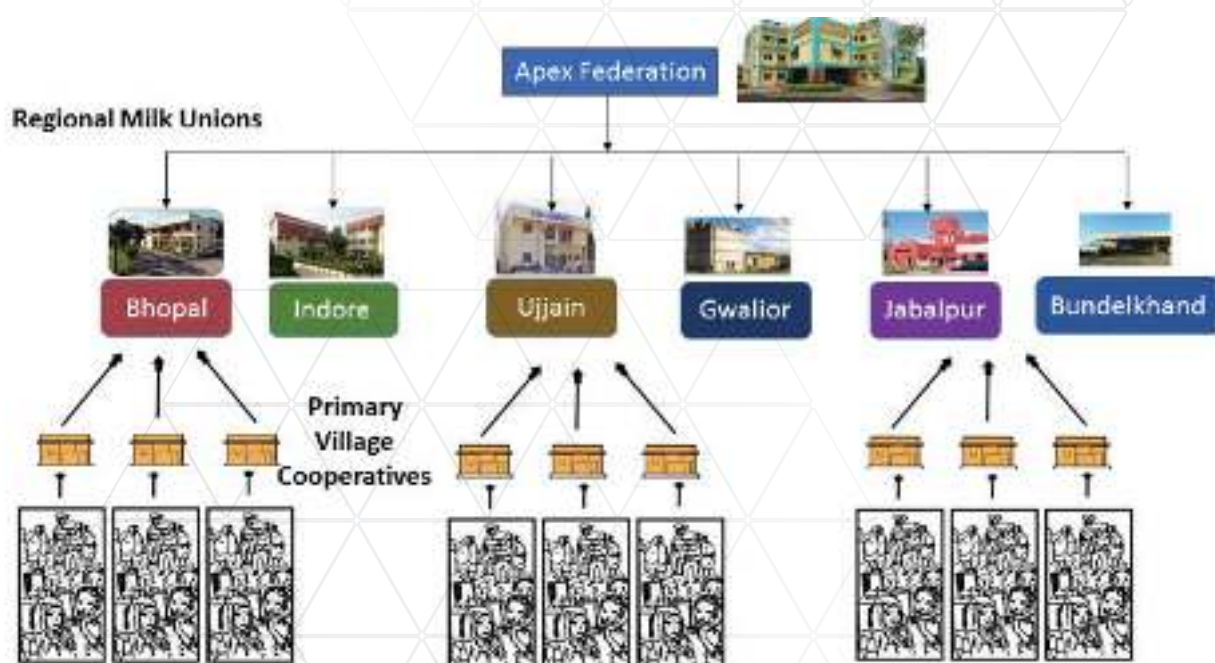 Apex Federation
Regional Milk Unions
Bhopal
Indore
Ujjain
Gwalior
Jabalpur
Bundelkhand
Primary
Village
Cooperatives